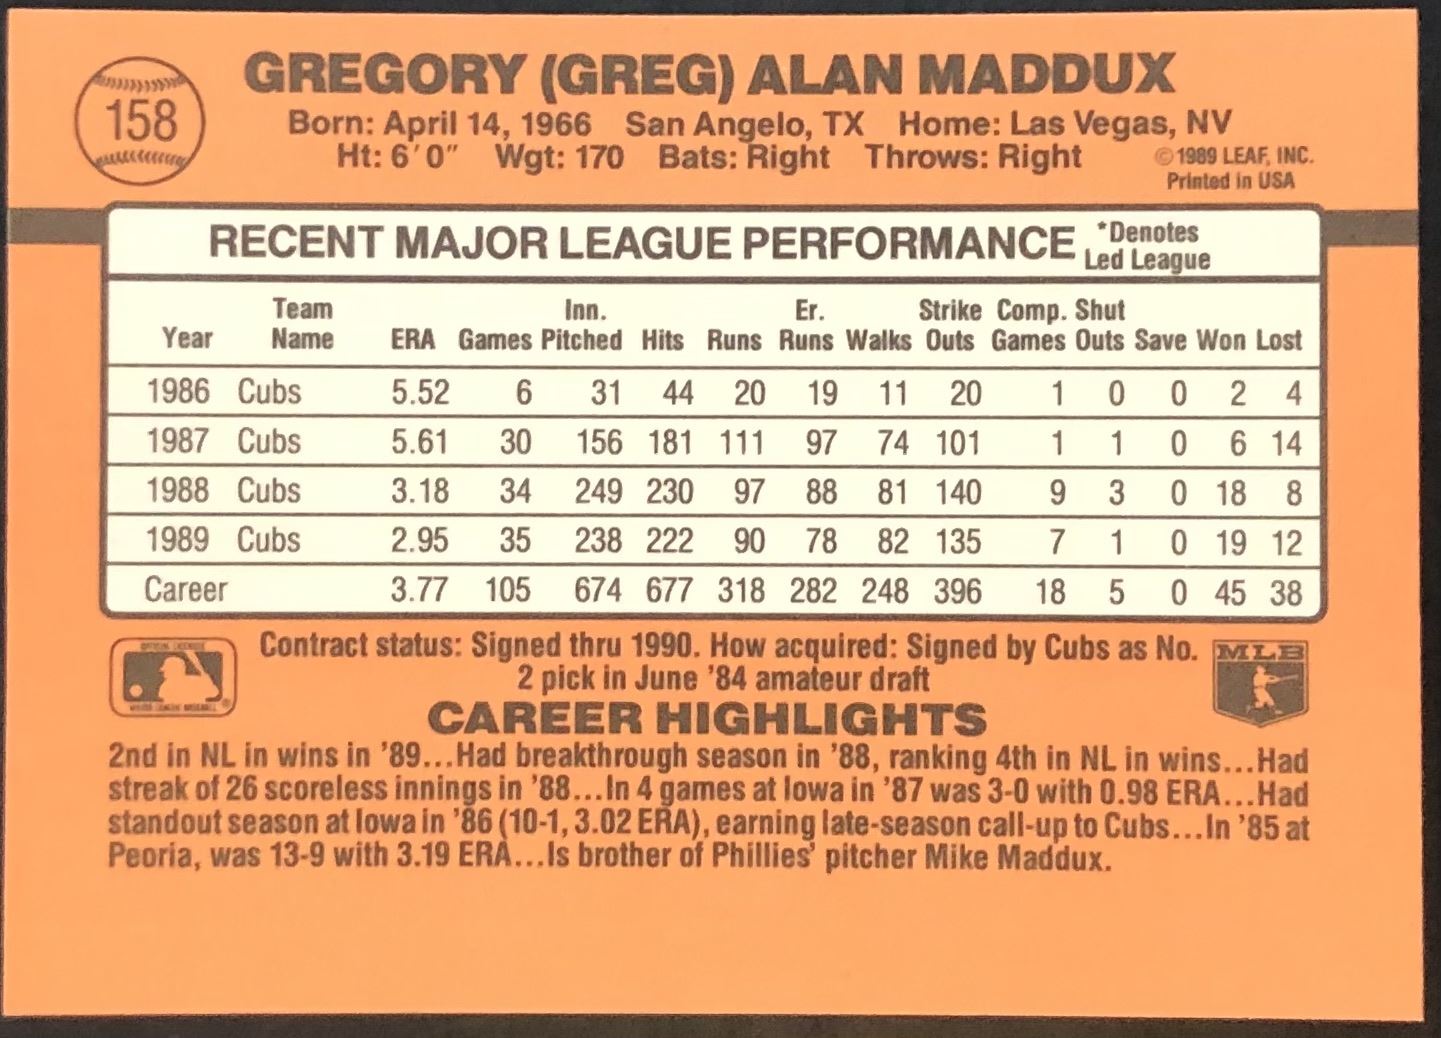 158
GREGORY (GREG) ALAN MADDUX
Born: April 14, 1966 San Angelo, TX Home: Las Vegas, NV
Ht: 6'0" Wgt: 170 Bats: Right Throws: Right
©1989 LEAF, INC.
Printed in USA
RECENT MAJOR LEAGUE PERFORMANCE *Denotes Led League
Year Team Name ERA Games Inn. Pitched Hits Runs Er. Runs Walks Strike Outs Comp. Games Shut Outs Save Won Lost
1986 Cubs 5.52 6 31 44 20 19 11 20 1 0 0 2 4
1987 Cubs 5.61 30 156 181 111 97 74 101 1 1 0 6 14
1988 Cubs 3.18 34 249 230 97 88 81 140 9 3 0 18 8
1989 Cubs 2.95 35 238 222 90 78 82 135 7 1 0 19 12
Career 3.77 105 674 677 318 282 248 396 18 5 0 45 38
Contract status: Signed thru 1990. How acquired: Signed by Cubs as No.
2 pick in June '84 amateur draft
MLB
CAREER HIGHLIGHTS
2nd in NL in wins in '89...Had breakthrough season in '88, ranking 4th in NL in wins...Had
streak of 26 scoreless innings in '88...In 4 games at Iowa in '87 was 3-0 with 0.98 ERA...Had
standout season at Iowa in '86 (10-1, 3.02 ERA), earning late-season call-up to Cubs...In '85 at
Peoria, was 13-9 with 3.19 ERA...Is brother of Phillies' pitcher Mike Maddux.